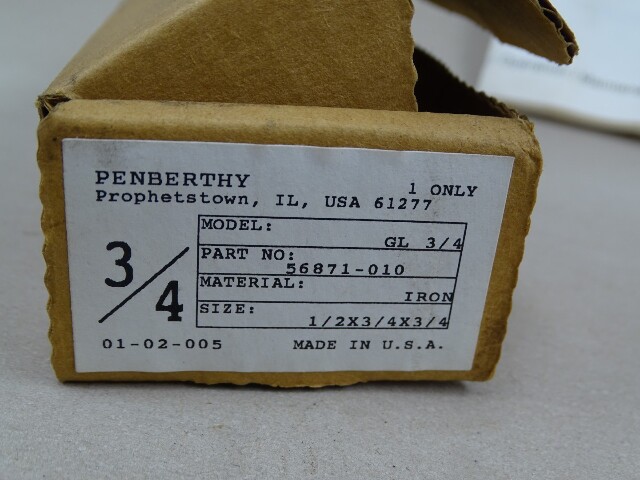 PENBERTHY
1 ONLY
Prophetstown, IL, USA 61277
3/4
MODEL:
GL 3/4
PART NO:
56871-010
MATERIAL:
IRON
SIZE:
1/2X3/4X3/4
01-02-005 MADE IN U.S.A.